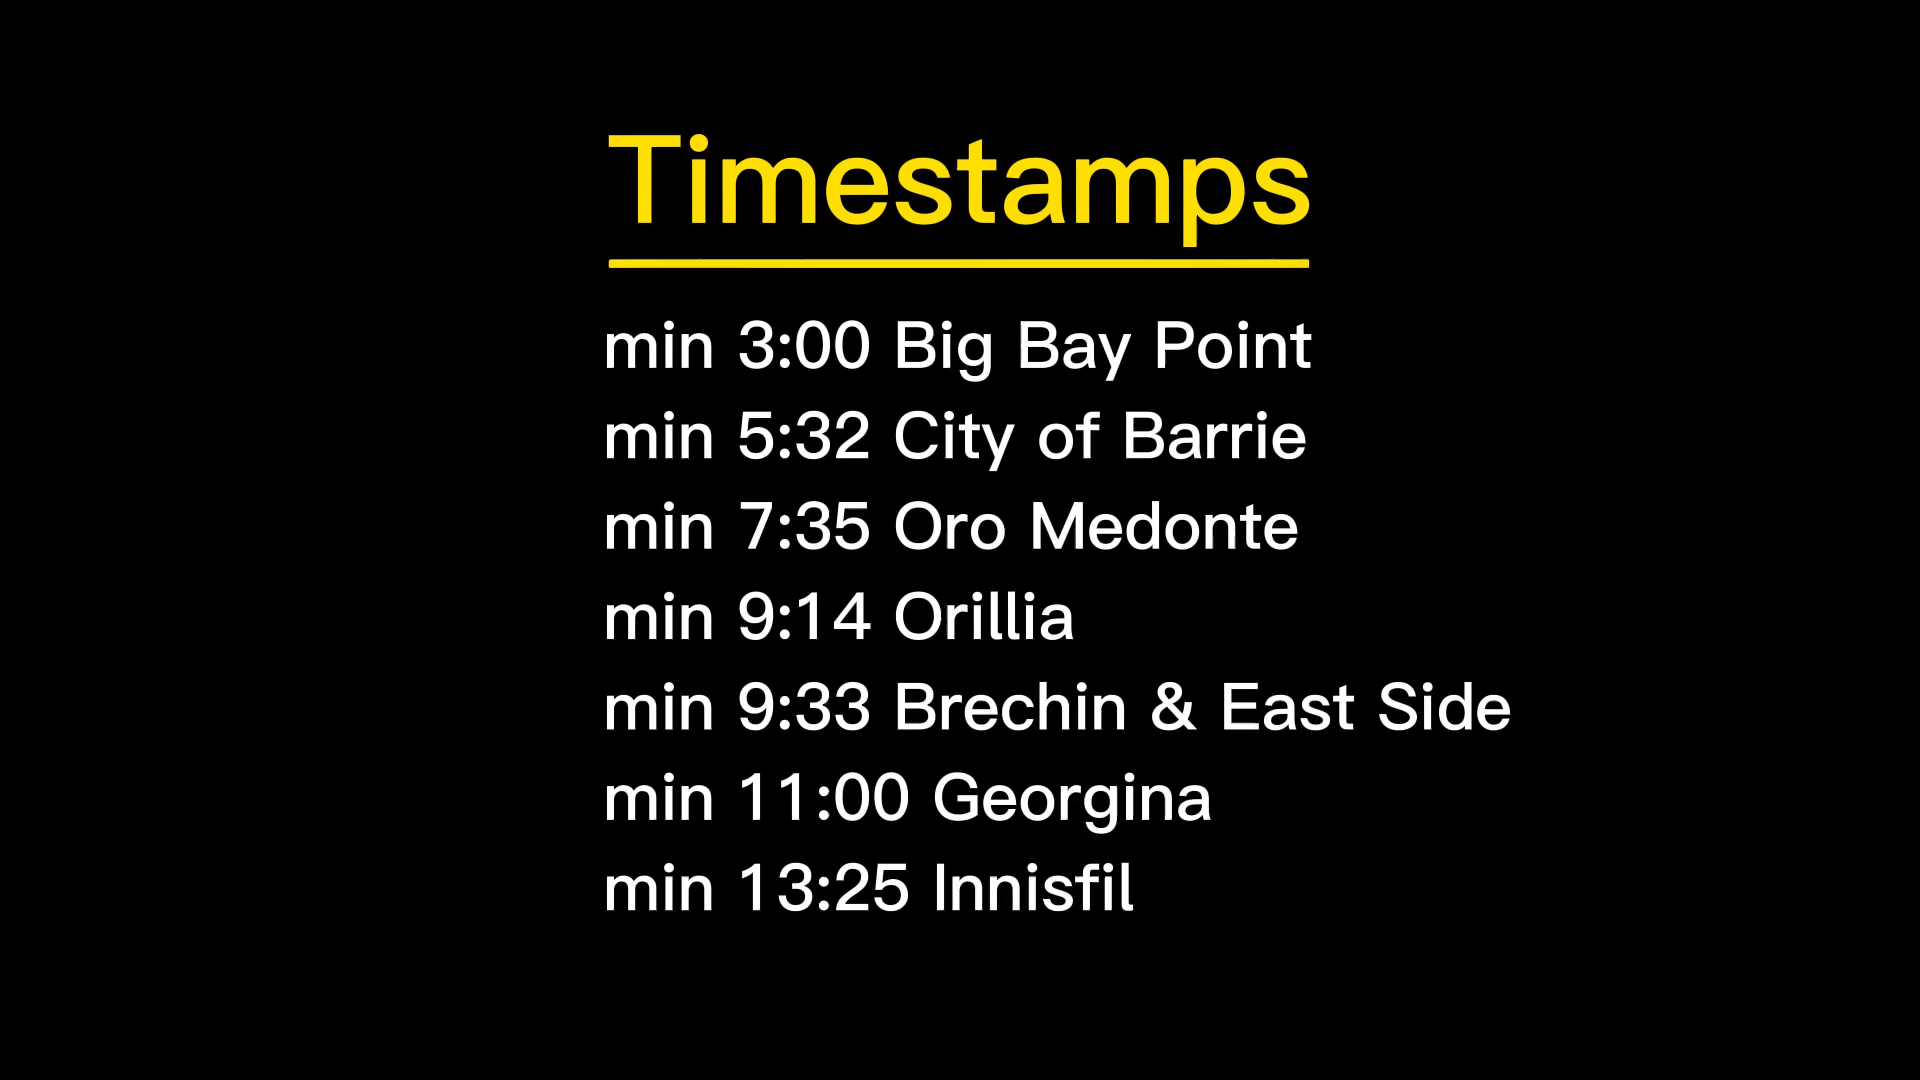 Timestamps
min 3:00 Big Bay Point
min 5:32 City of Barrie
min 7:35 Oro Medonte
min 9:14 Orillia
min 9:33 Brechin & East Side
min 11:00 Georgina
min 13:25 Innisfil